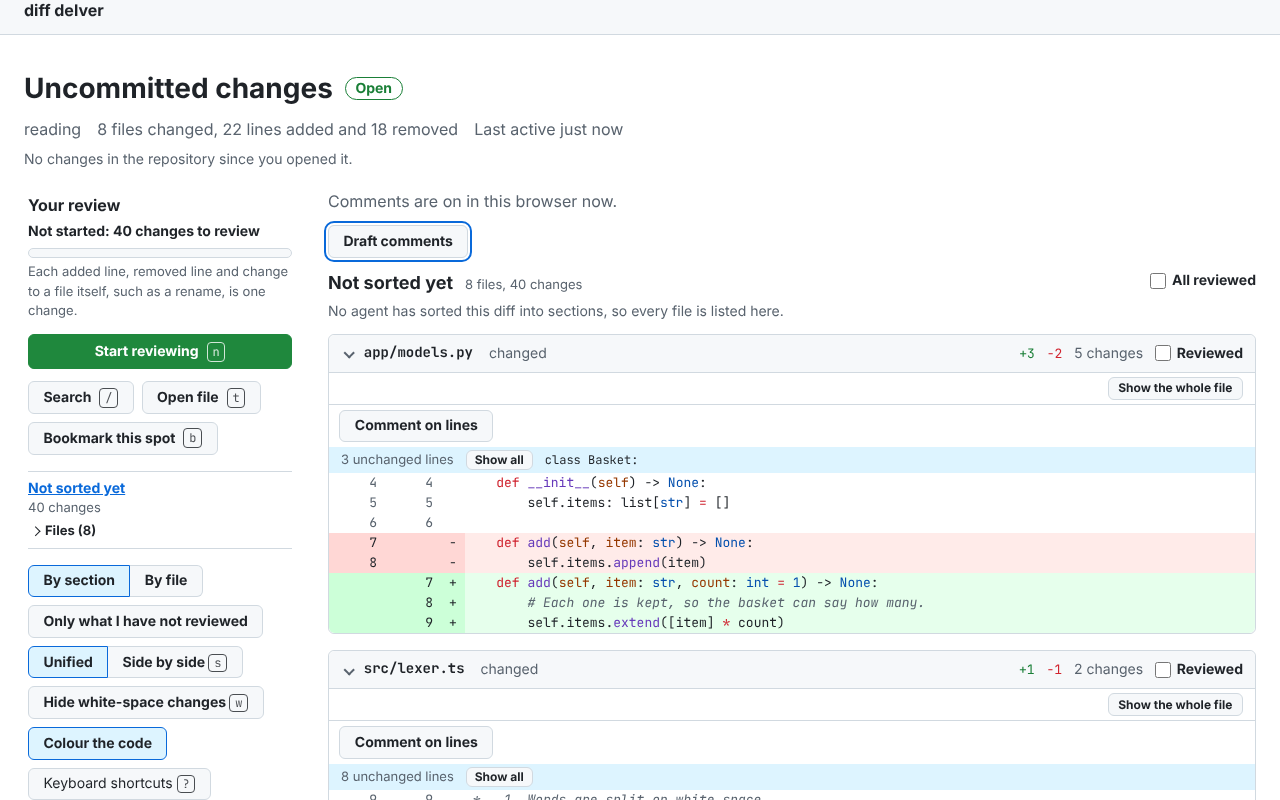 diff delver
Uncommitted changes Open
reading 8 files changed, 22 lines added and 18 removed Last active just now
No changes in the repository since you opened it.
Your review
Not started: 40 changes to review
Each added line, removed line and change
to a file itself, such as a rename, is one
change.
Start reviewing n
Search / Open file t
Bookmark this spot b
Not sorted yet
40 changes
Files (8)
By section By file
Only what I have not reviewed
Unified Side by side s
Hide white-space changes w
Colour the code
Keyboard shortcuts ?
Comments are on in this browser now.
Draft comments
Not sorted yet 8 files, 40 changes All reviewed
No agent has sorted this diff into sections, so every file is listed here.
app/models.py changed +3 -2 5 changes Reviewed
Show the whole file
Comment on lines
3 unchanged lines Show all class Basket:
4 4 def __init__(self) -> None:
5 5 self.items: list[str] = []
6 6
7 - def add(self, item: str) -> None:
8 - self.items.append(item)
7 + def add(self, item: str, count: int = 1) -> None:
8 + # Each one is kept, so the basket can say how many.
9 + self.items.extend([item] * count)
src/lexer.ts changed +1 -1 2 changes Reviewed
Show the whole file
Comment on lines
8 unchanged lines Show all
9 9 * 1. Words are split on white space